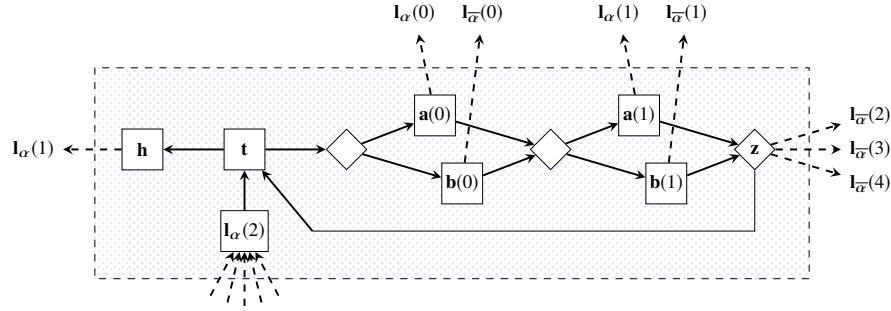 l_α(0) l_ᾱ(0) l_α(1) l_ᾱ(1)
a(0) a(1)
l_ᾱ(2)
l_α(1) h t z l_ᾱ(3)
b(0) b(1)
l_ᾱ(4)
l_α(2)